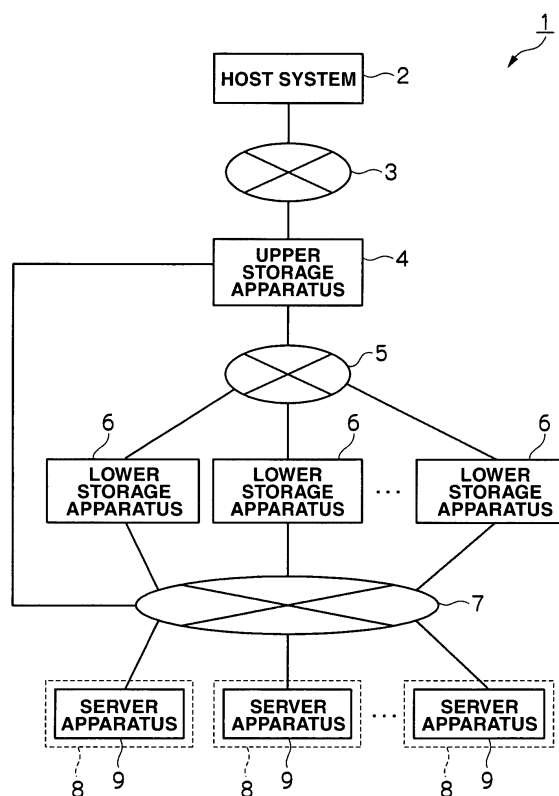 1
HOST SYSTEM
2
3
UPPER
STORAGE
APPARATUS
4
5
6
6
6
LOWER
STORAGE
APPARATUS
LOWER
STORAGE
APPARATUS
...
LOWER
STORAGE
APPARATUS
7
SERVER
APPARATUS
SERVER
APPARATUS
...
SERVER
APPARATUS
8
9
8
9
8
9